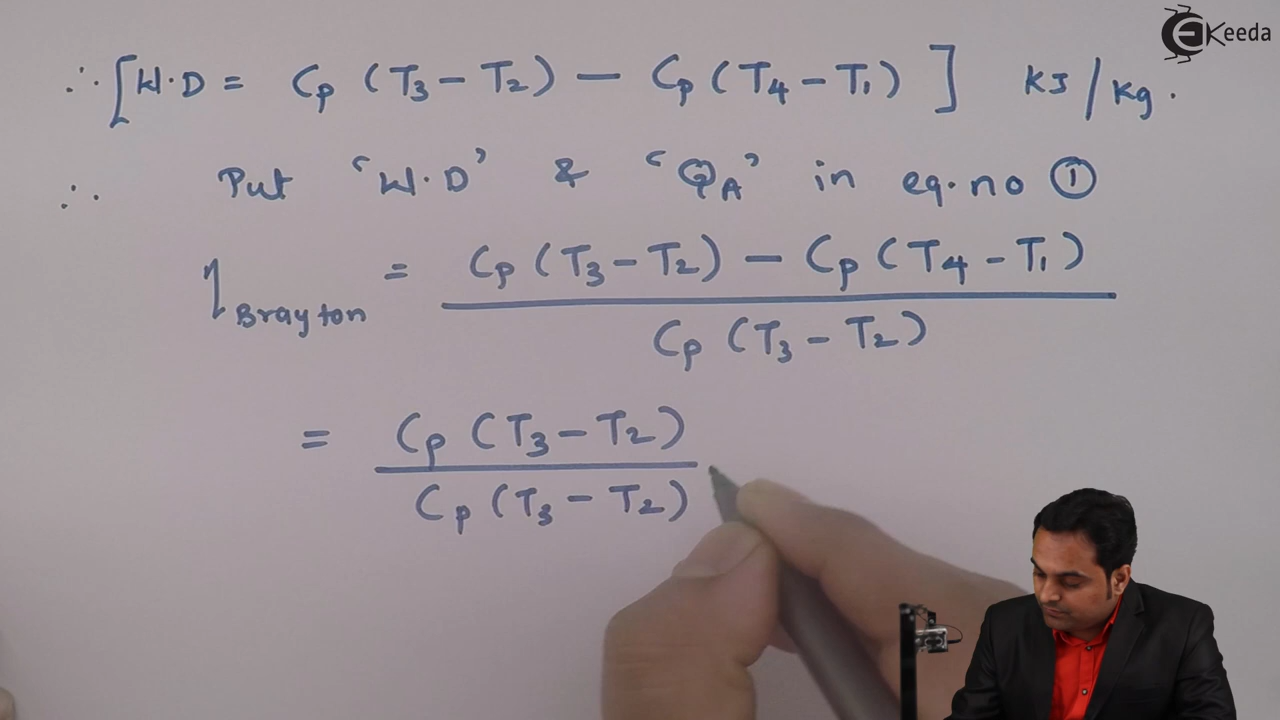 EKeeda
∴ [W.D = Cp (T3 - T2) - Cp (T4 - T1) ] KJ/Kg.
∴ Put 'W.D' & 'QA' in eq.no ①
ηBrayton = Cp (T3 - T2) - Cp (T4 - T1)
Cp (T3 - T2)
= Cp (T3 - T2)
Cp (T3 - T2)